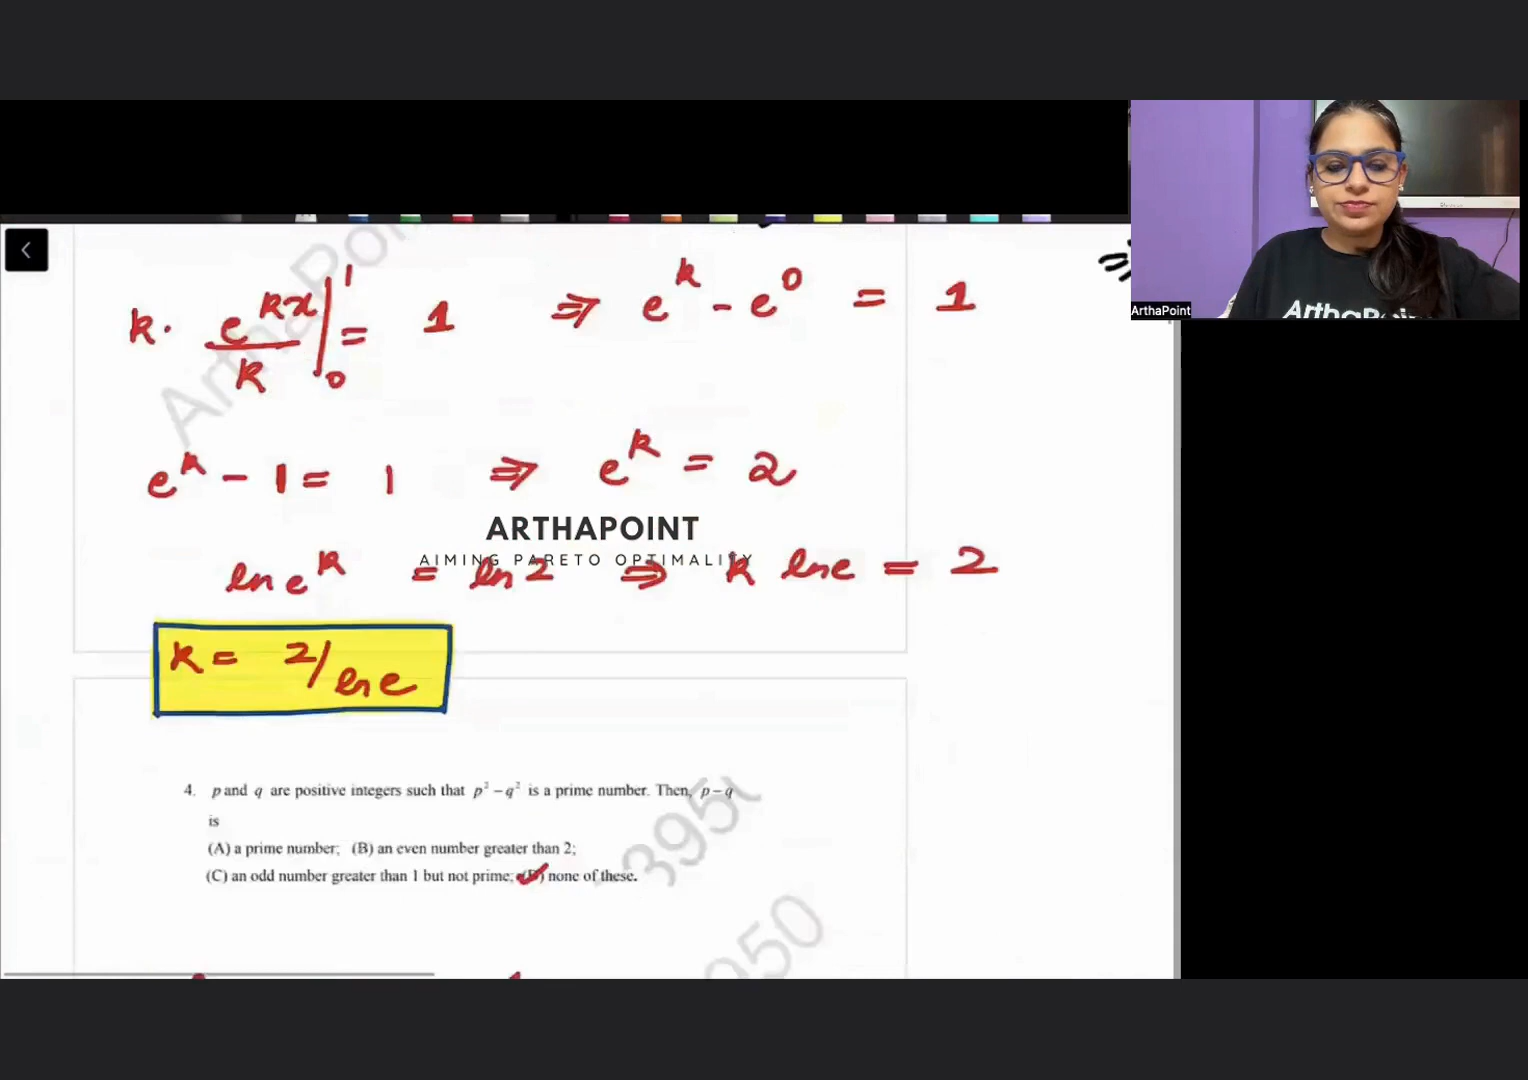 k. e^{kx}/k |_0^1 = 1 ⇒ e^k - e^0 = 1
e^k - 1 = 1 ⇒ e^k = 2
ARTHAPOINT
AIMING PARETO OPTIMALITY
ln e^k = ln 2 ⇒ k ln e = 2
k = 2/ln e
4. p and q are positive integers such that p² – q² is a prime number. Then, p – q
is
(A) a prime number; (B) an even number greater than 2;
(C) an odd number greater than 1 but not prime; (D) none of these.
ArthaPoint